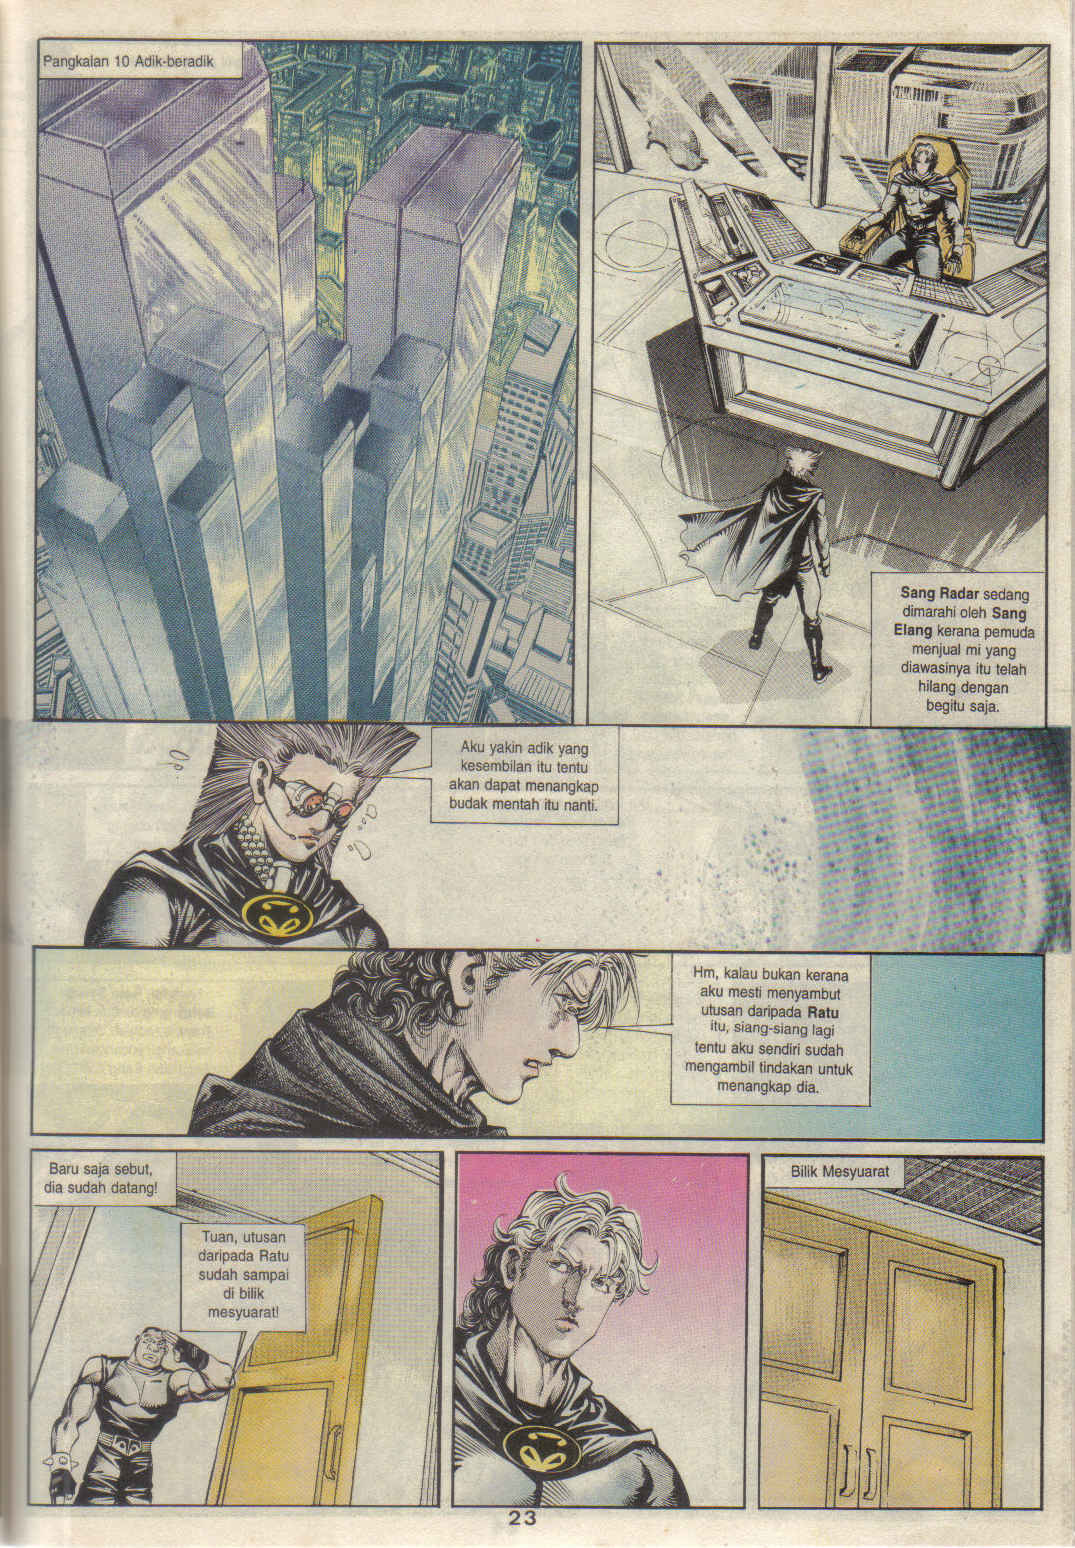 Pangkalan 10 Adik-beradik
Sang Radar sedang
dimarahi oleh Sang
Elang kerana pemuda
menjual mi yang
diawasinya itu telah
hilang dengan
begitu saja.
Aku yakin adik yang
kesembilan itu tentu
akan dapat menangkap
budak mentah itu nanti.
Hm, kalau bukan kerana
aku mesti menyambut
utusan daripada Ratu
itu, siang-siang lagi
tentu aku sendiri sudah
mengambil tindakan untuk
menangkap dia.
Baru saja sebut,
dia sudah datang!
Tuan, utusan
daripada Ratu
sudah sampai
di bilik
mesyuarat!
Bilik Mesyuarat
23